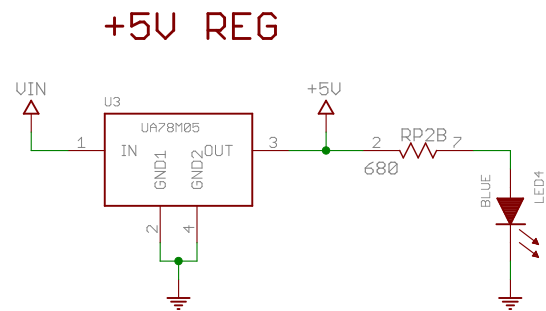 +5V REG
VIN
U3
+5V
UA78M05
1
IN
OUT
3
2
RP2B
7
680
GND1
GND2
2
4
BLUE
LED4